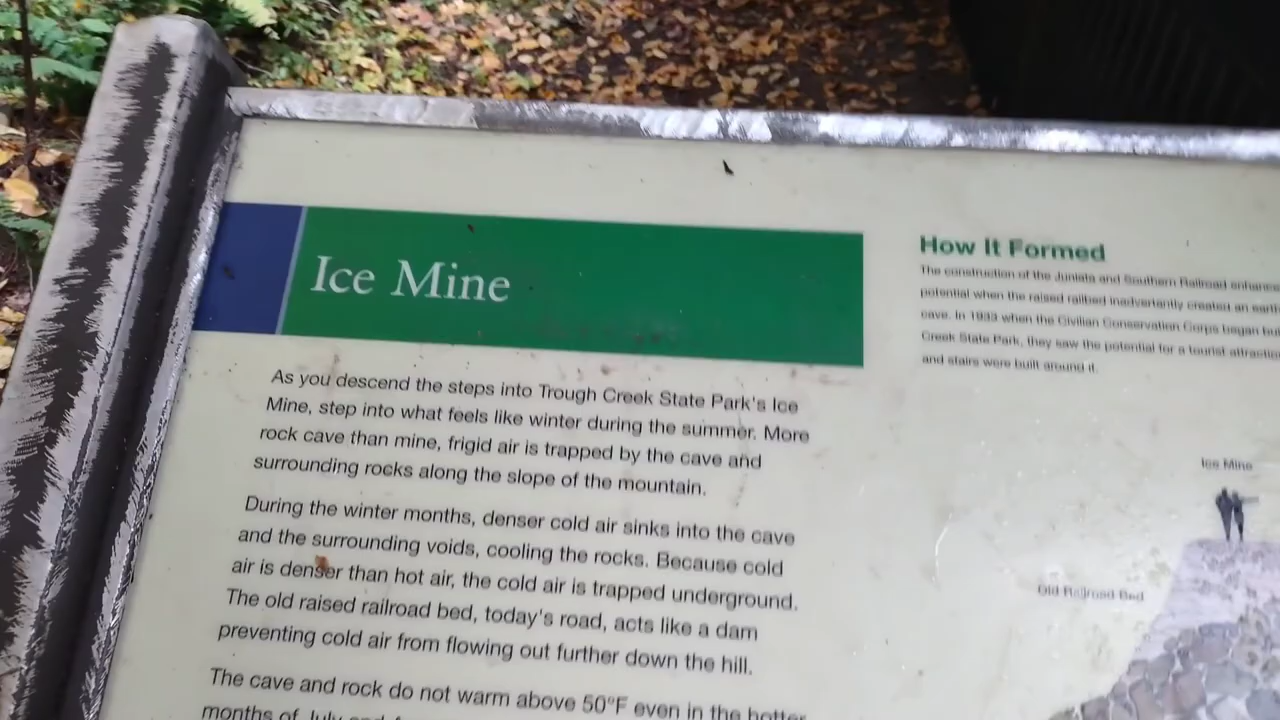 Ice Mine
As you descend the steps into Trough Creek State Park's Ice
Mine, step into what feels like winter during the summer. More
rock cave than mine, frigid air is trapped by the cave and
surrounding rocks along the slope of the mountain.
During the winter months, denser cold air sinks into the cave
and the surrounding voids, cooling the rocks. Because cold
air is denser than hot air, the cold air is trapped underground.
The old raised railroad bed, today's road, acts like a dam
preventing cold air from flowing out further down the hill.
The cave and rock do not warm above 50°F even in the hotter
months of July and
How It Formed
The construction of the Juniata and Southern Railroad
potential when the raised railbed inadvertently created an
cave. In 1933 when the Civilian Conservation Corps began
Creek State Park, they saw the potential for a tourist
and stairs were built around it.
Ice Mine
Old Railroad Bed